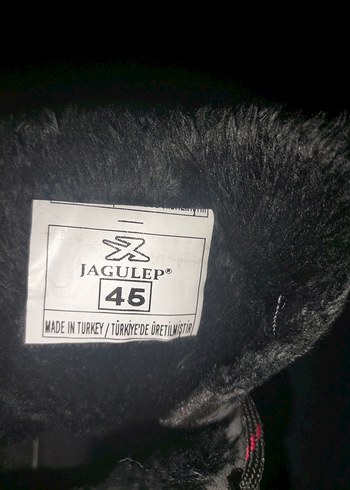 JAGULEP®
45
MADE IN TURKEY / TÜRKİYE'DE ÜRETİLMİŞTİR